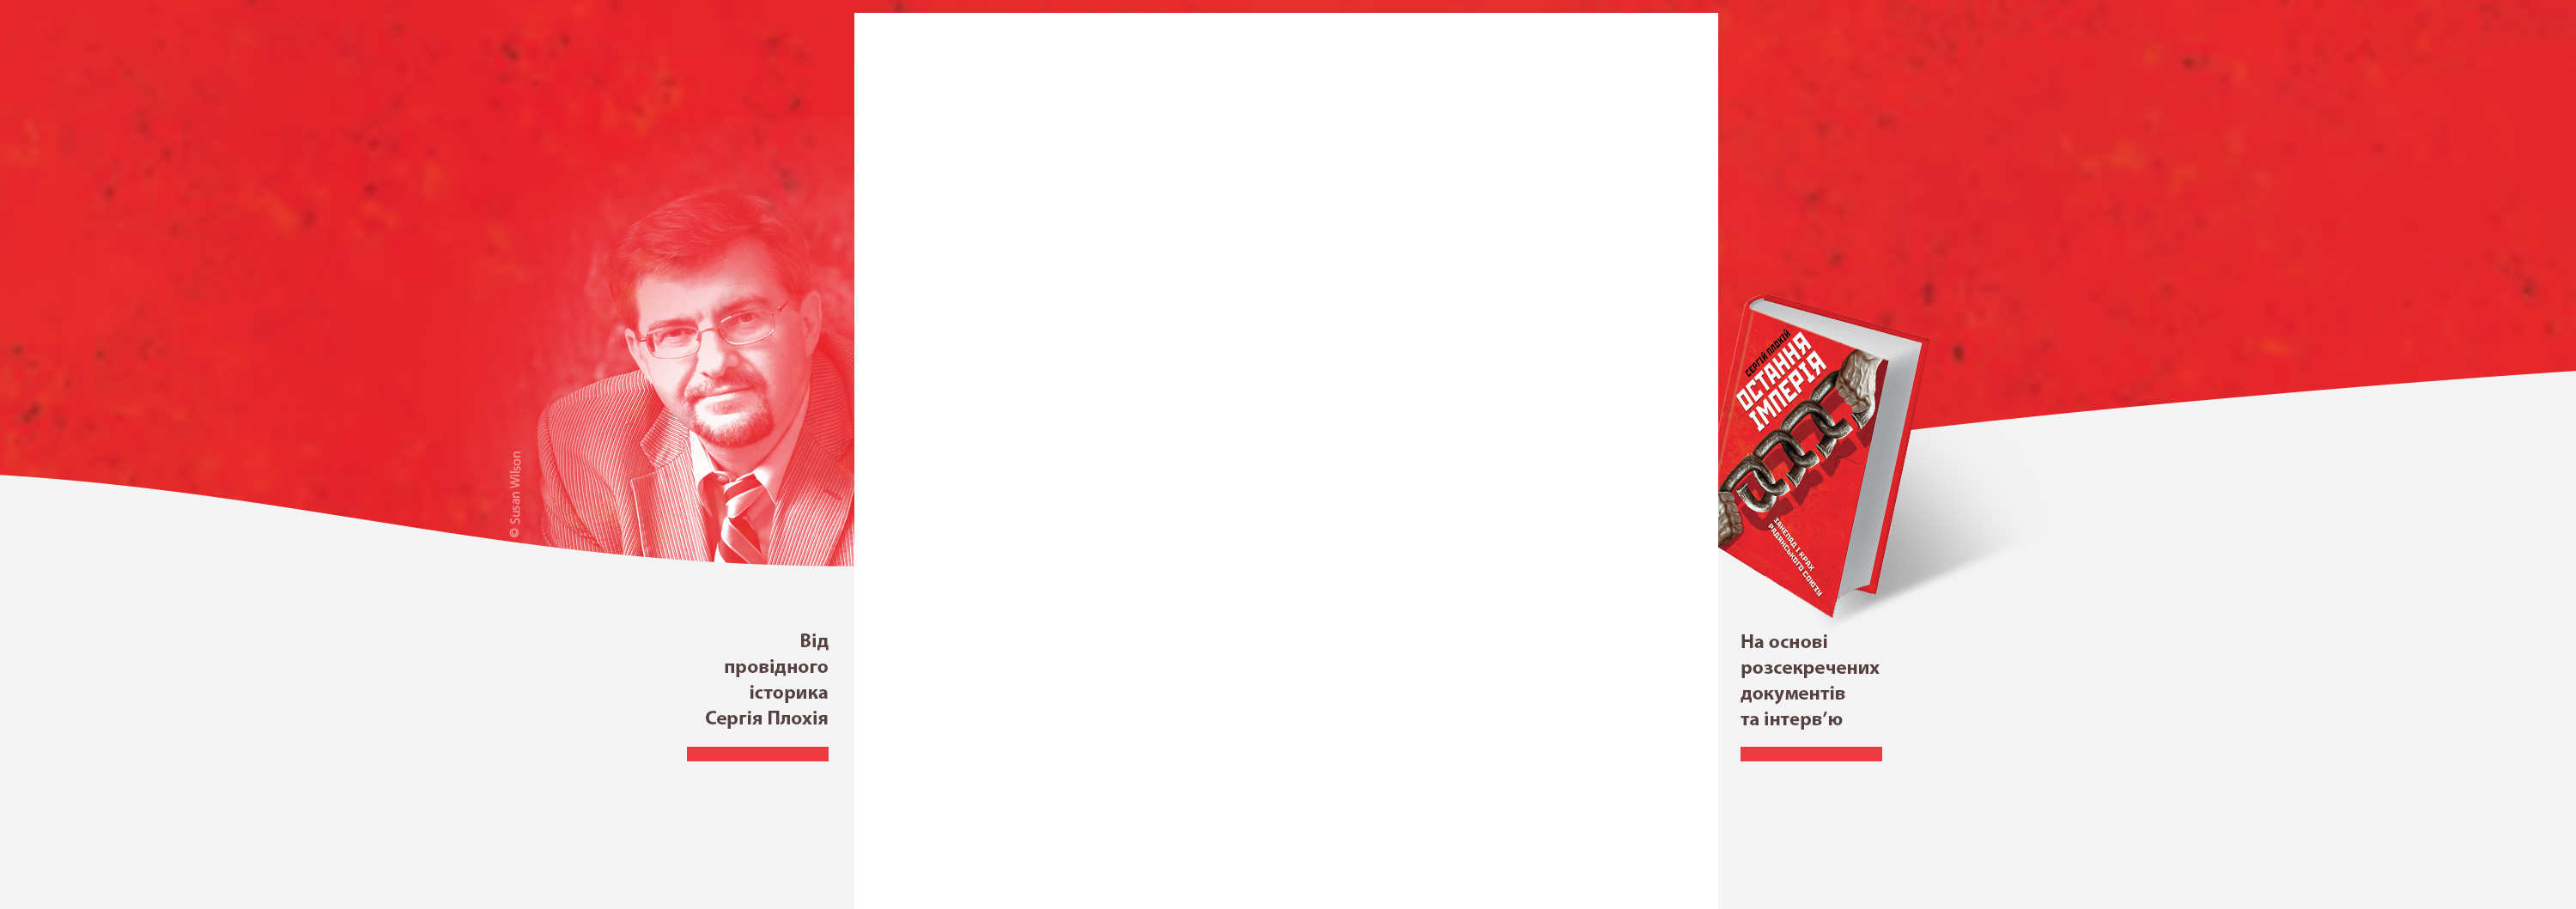 © Susan Wilson
Від
провідного
історика
Сергія Плохія
СЕРГІЙ ПЛОХІЙ
ОСТАННЯ
ІМПЕРІЯ
ЗАНЕПАД І КРАХ
РАДЯНСЬКОГО СОЮЗУ
На основі
розсекречених
документів
та інтерв’ю